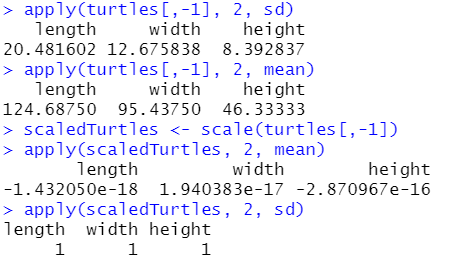 > apply(turtles[,-1], 2, sd)
length width height
20.481602 12.675838 8.392837
> apply(turtles[,-1], 2, mean)
length width height
124.68750 95.43750 46.33333
> scaledTurtles <- scale(turtles[,-1])
> apply(scaledTurtles, 2, mean)
length width height
-1.432050e-18 1.940383e-17 -2.870967e-16
> apply(scaledTurtles, 2, sd)
length width height
1 1 1